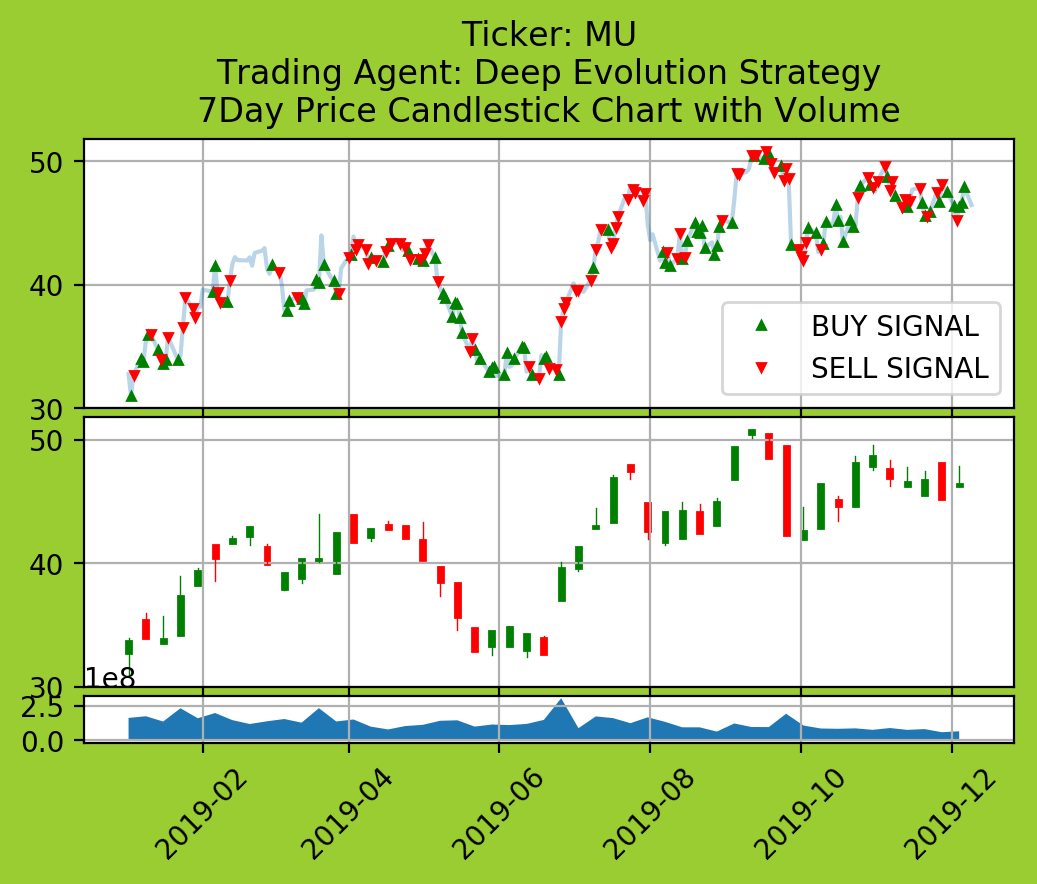 Ticker: MU
Trading Agent: Deep Evolution Strategy
7Day Price Candlestick Chart with Volume
50
40
30
BUY SIGNAL
SELL SIGNAL
50
40
30
1e8
2.5
0.0
2019-02
2019-04
2019-06
2019-08
2019-10
2019-12